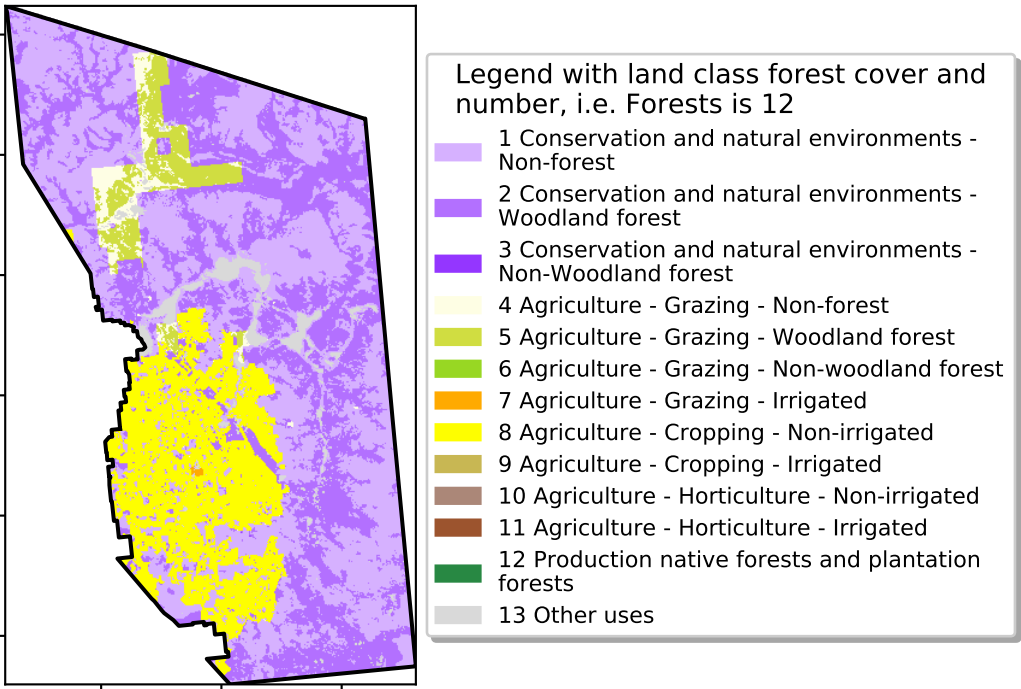 Legend with land class forest cover and
number, i.e. Forests is 12
1 Conservation and natural environments -
Non-forest
2 Conservation and natural environments -
Woodland forest
3 Conservation and natural environments -
Non-Woodland forest
4 Agriculture - Grazing - Non-forest
5 Agriculture - Grazing - Woodland forest
6 Agriculture - Grazing - Non-woodland forest
7 Agriculture - Grazing - Irrigated
8 Agriculture - Cropping - Non-irrigated
9 Agriculture - Cropping - Irrigated
10 Agriculture - Horticulture - Non-irrigated
11 Agriculture - Horticulture - Irrigated
12 Production native forests and plantation
forests
13 Other uses